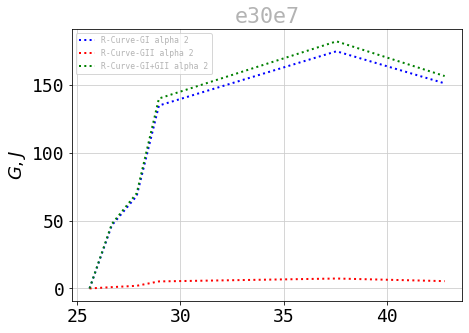 e30e7
R-Curve-GI alpha 2
R-Curve-GII alpha 2
R-Curve-GI+GII alpha 2
150
100
50
0
G, J
25 30 35 40